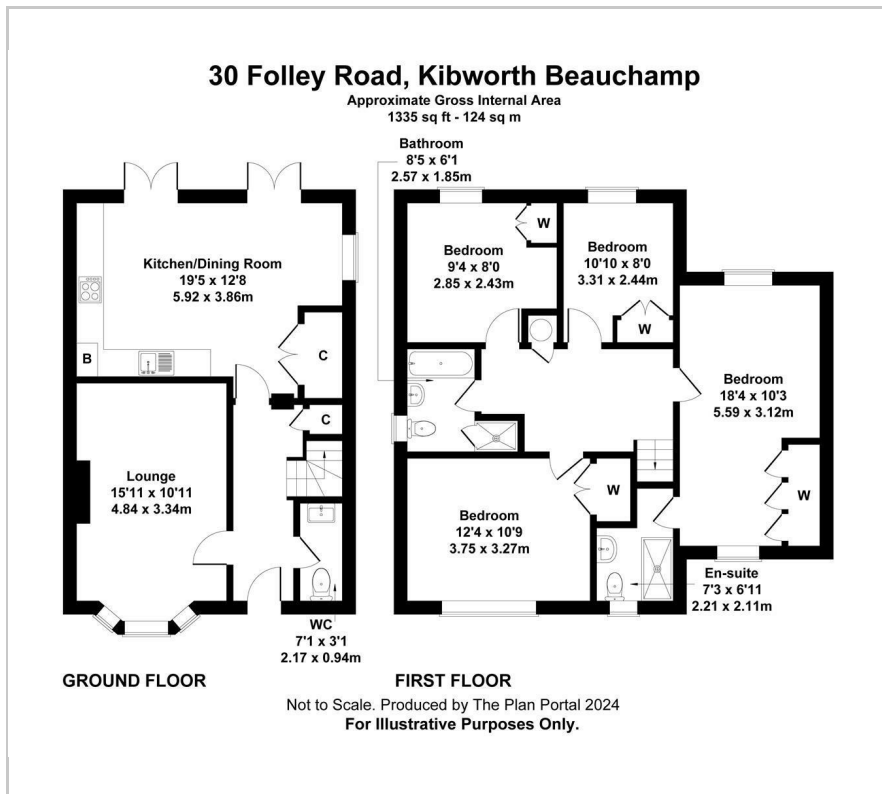 30 Folley Road, Kibworth Beauchamp
Approximate Gross Internal Area
1335 sq ft - 124 sq m
Bathroom
8'5 x 6'1
2.57 x 1.85m
Kitchen/Dining Room
19'5 x 12'8
5.92 x 3.86m
B
C
C
Lounge
15'11 x 10'11
4.84 x 3.34m
WC
7'1 x 3'1
2.17 x 0.94m
GROUND FLOOR
Bedroom
9'4 x 8'0
2.85 x 2.43m
W
Bedroom
10'10 x 8'0
3.31 x 2.44m
W
Bedroom
18'4 x 10'3
5.59 x 3.12m
W
Bedroom
12'4 x 10'9
3.75 x 3.27m
W
En-suite
7'3 x 6'11
2.21 x 2.11m
FIRST FLOOR
Not to Scale. Produced by The Plan Portal 2024
For Illustrative Purposes Only.